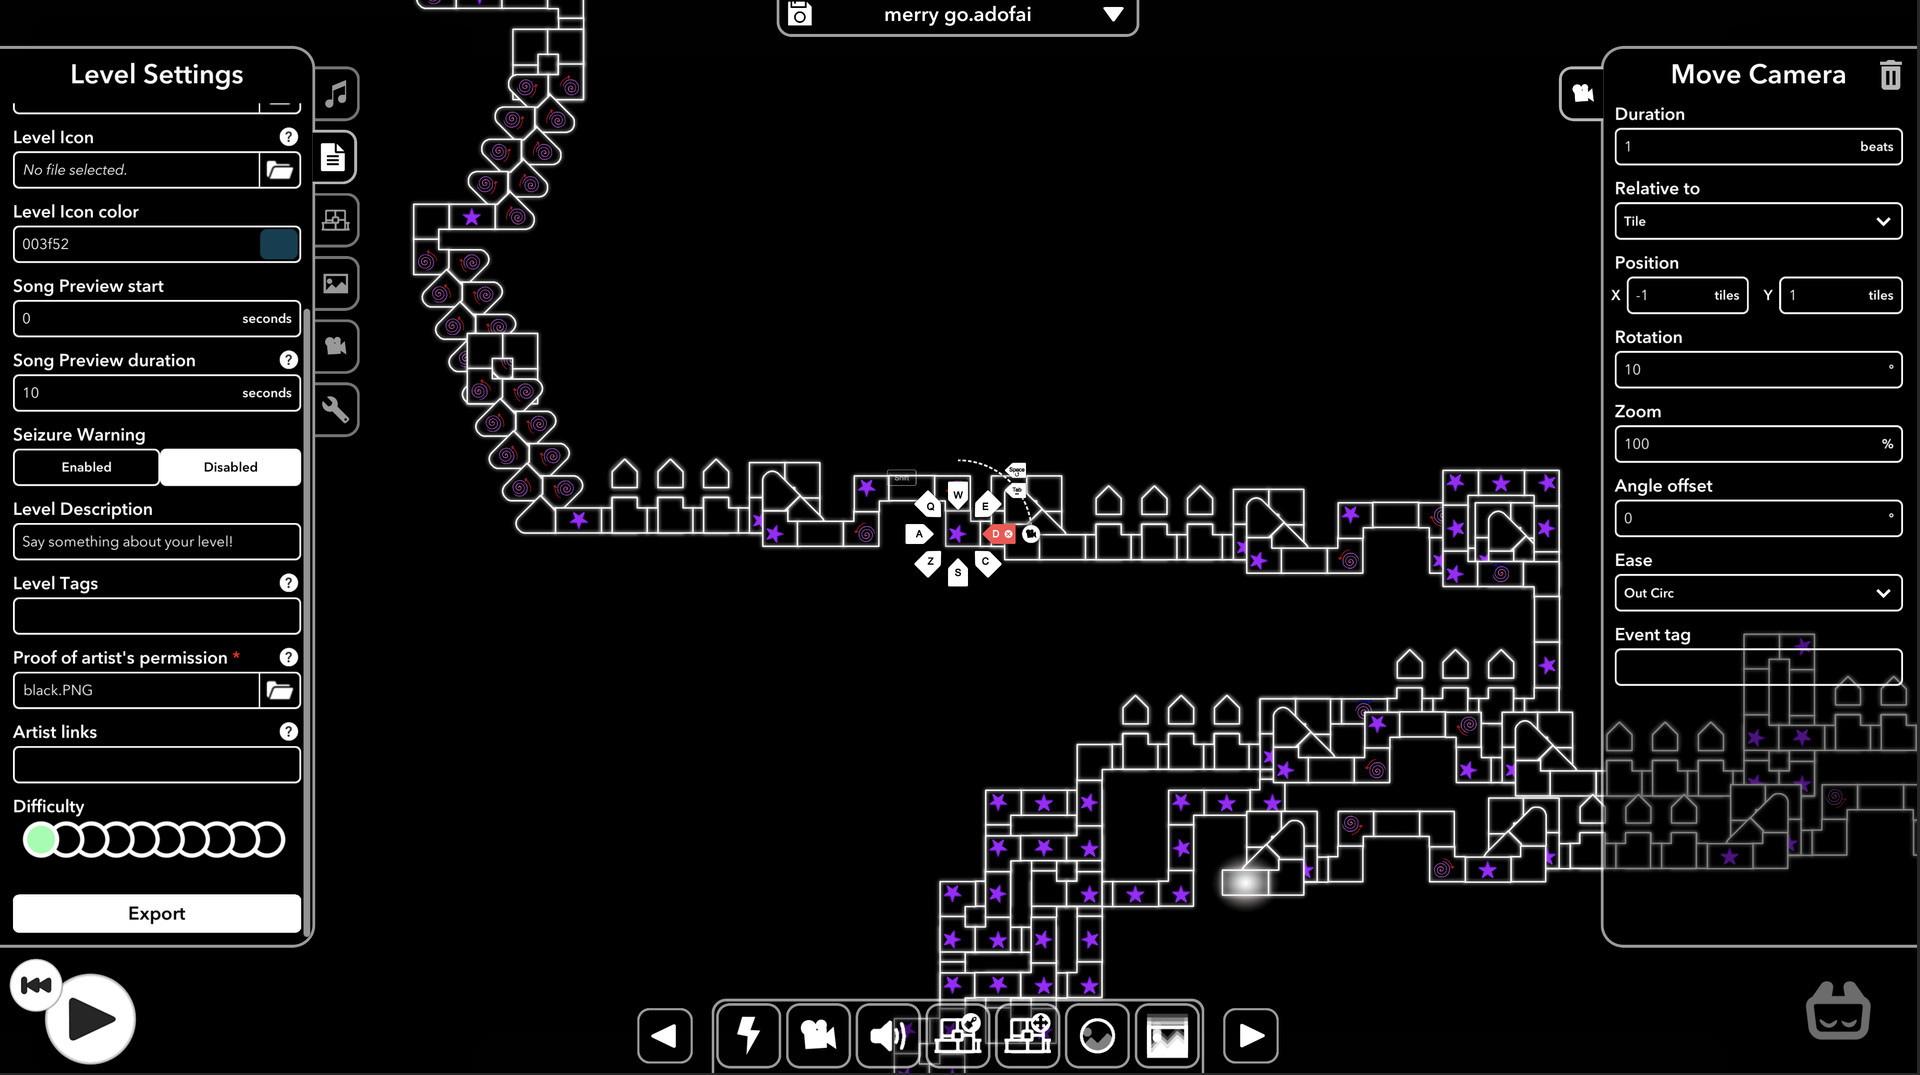 merry go.adofai
Level Settings
Level Icon
?
No file selected.
Level Icon color
003f52
Song Preview start
0 seconds
Song Preview duration
?
10 seconds
Seizure Warning
Enabled Disabled
Level Description
Say something about your level!
Level Tags
?
Proof of artist's permission *
?
black.PNG
Artist links
?
Difficulty
Export
Shift
Space
Tab
Q W E
A D
Z S C
Move Camera
Duration
1 beats
Relative to
Tile
Position
X -1 tiles Y 1 tiles
Rotation
10 °
Zoom
100 %
Angle offset
0 °
Ease
Out Circ
Event tag